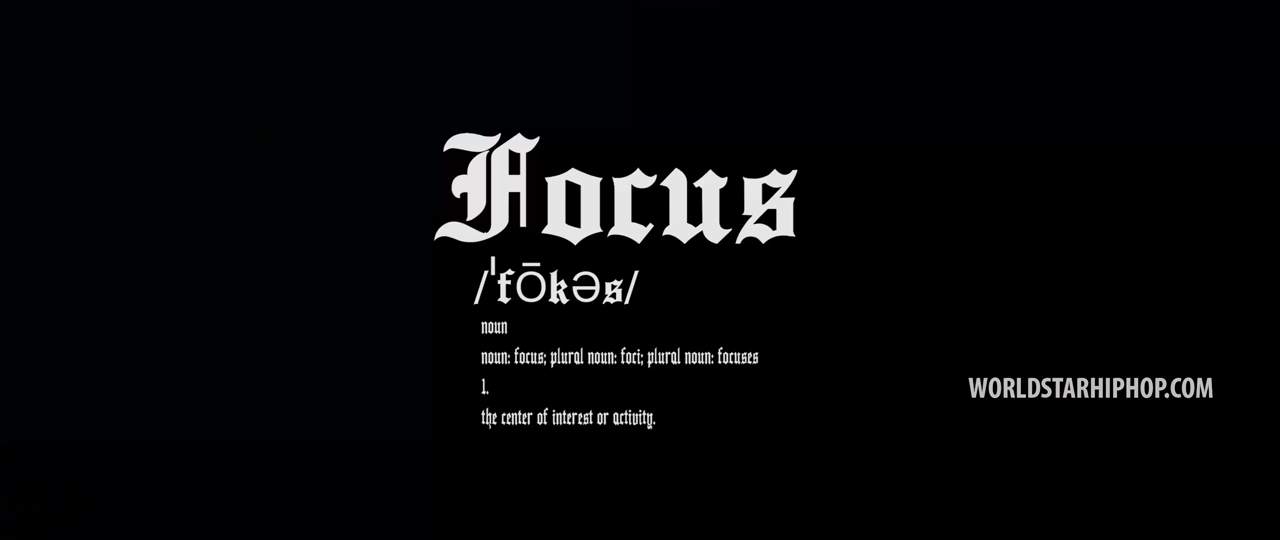 Focus
/ˈfōkəs/
noun
noun: focus; plural noun: foci; plural noun: focuses
1.
the center of interest or activity.
WORLDSTARHIPHOP.COM